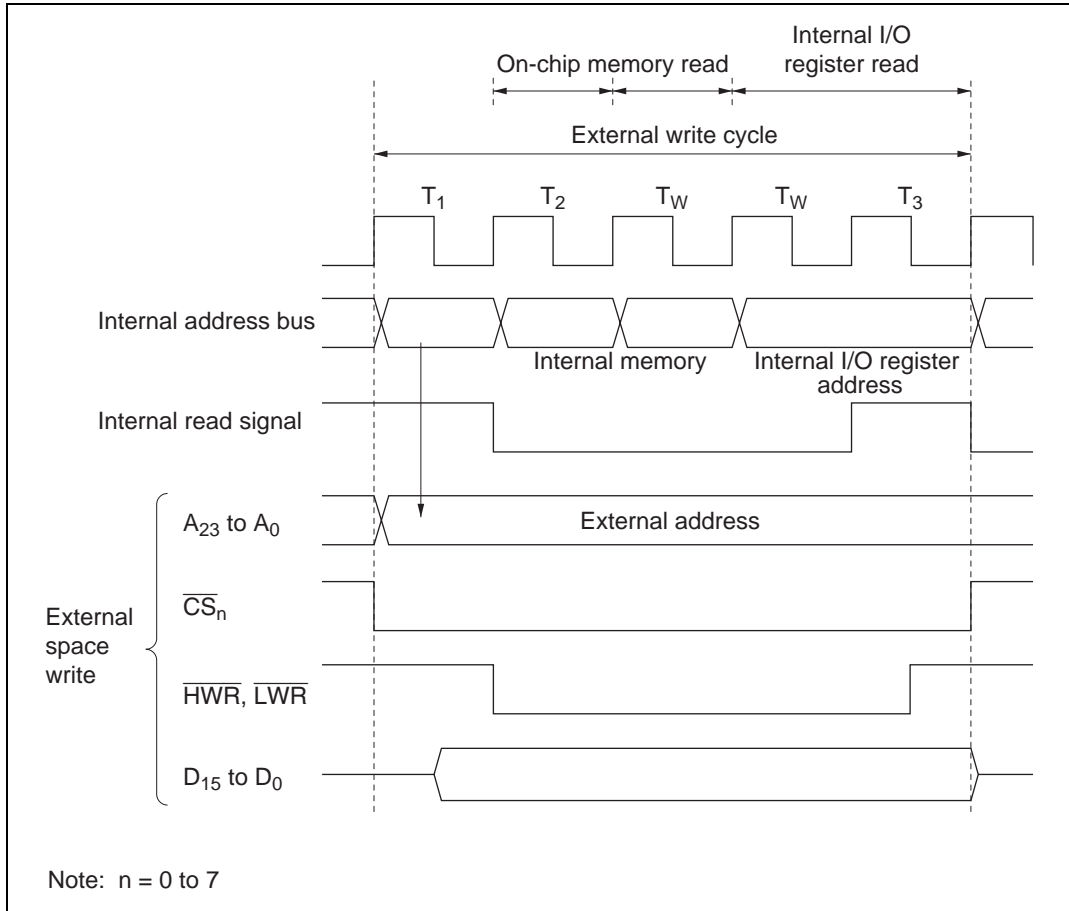 Internal I/O
register read
On-chip memory read
External write cycle
T1 T2 TW TW T3
Internal address bus
Internal memory
Internal I/O register
address
Internal read signal
A23 to A0
External address
CSn
External
space
write
HWR, LWR
D15 to D0
Note: n = 0 to 7